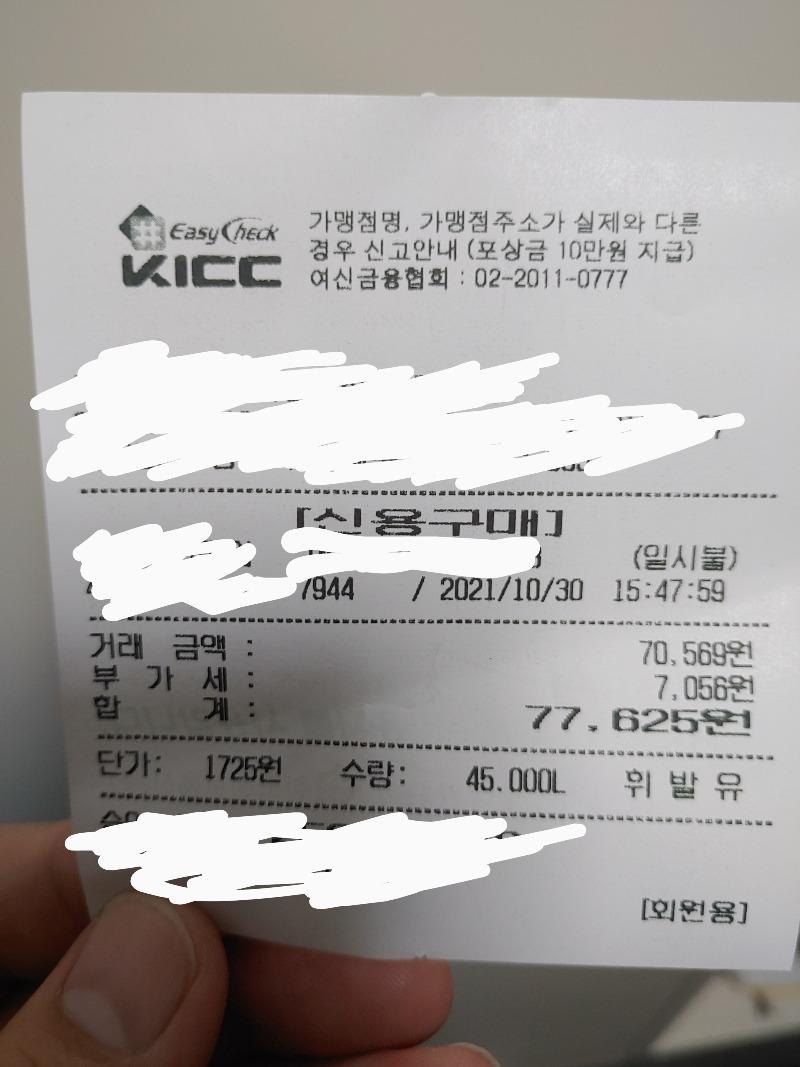 EasyCheck
KICC
가맹점명, 가맹점주소가 실제와 다른
경우 신고안내 (포상금 10만원 지급)
여신금융협회 : 02-2011-0777
[신용구매]
(일시불)
7944 / 2021/10/30 15:47:59
거래 금액 : 70,569원
부 가 세 : 7,056원
합 계 : 77,625원
단가: 1725원 수량: 45.000L 휘 발 유
[회원용]